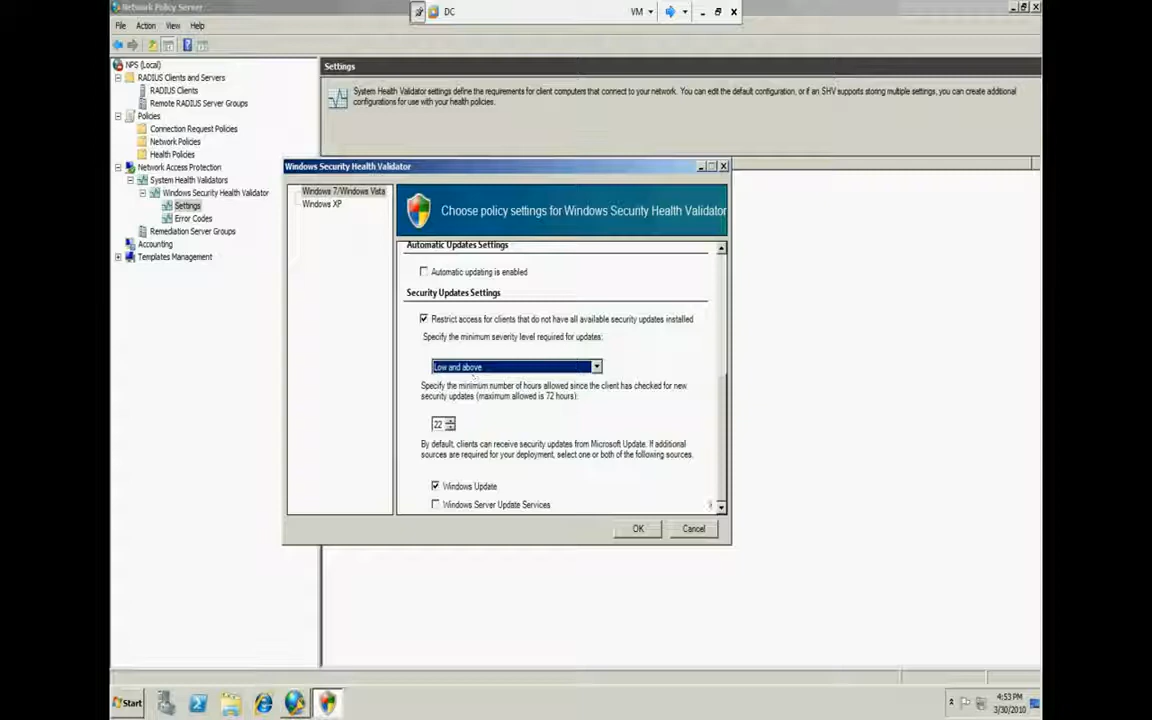 Network Policy Server
DC
VM
File Action View Help
NPS (Local)
RADIUS Clients and Servers
RADIUS Clients
Remote RADIUS Server Groups
Policies
Connection Request Policies
Network Policies
Health Policies
Network Access Protection
System Health Validators
Windows Security Health Validator
Settings
Error Codes
Remediation Server Groups
Accounting
Templates Management
Settings
System Health Validator settings define the requirements for client computers that connect to your network. You can edit the default configuration, or if an SHV supports storing multiple settings, you can create additional
configurations for use with your health policies.
Windows Security Health Validator
Windows 7/Windows Vista
Windows XP
Choose policy settings for Windows Security Health Validator
Automatic Updates Settings
Automatic updating is enabled
Security Updates Settings
Restrict access for clients that do not have all available security updates installed
Specify the minimum severity level required for updates:
Low and above
Specify the minimum number of hours allowed since the client has checked for new
security updates (maximum allowed is 72 hours):
22
By default, clients can receive security updates from Microsoft Update. If additional
sources are required for your deployment, select one or both of the following sources.
Windows Update
Windows Server Update Services
OK Cancel
Start
4:53 PM
3/30/2010